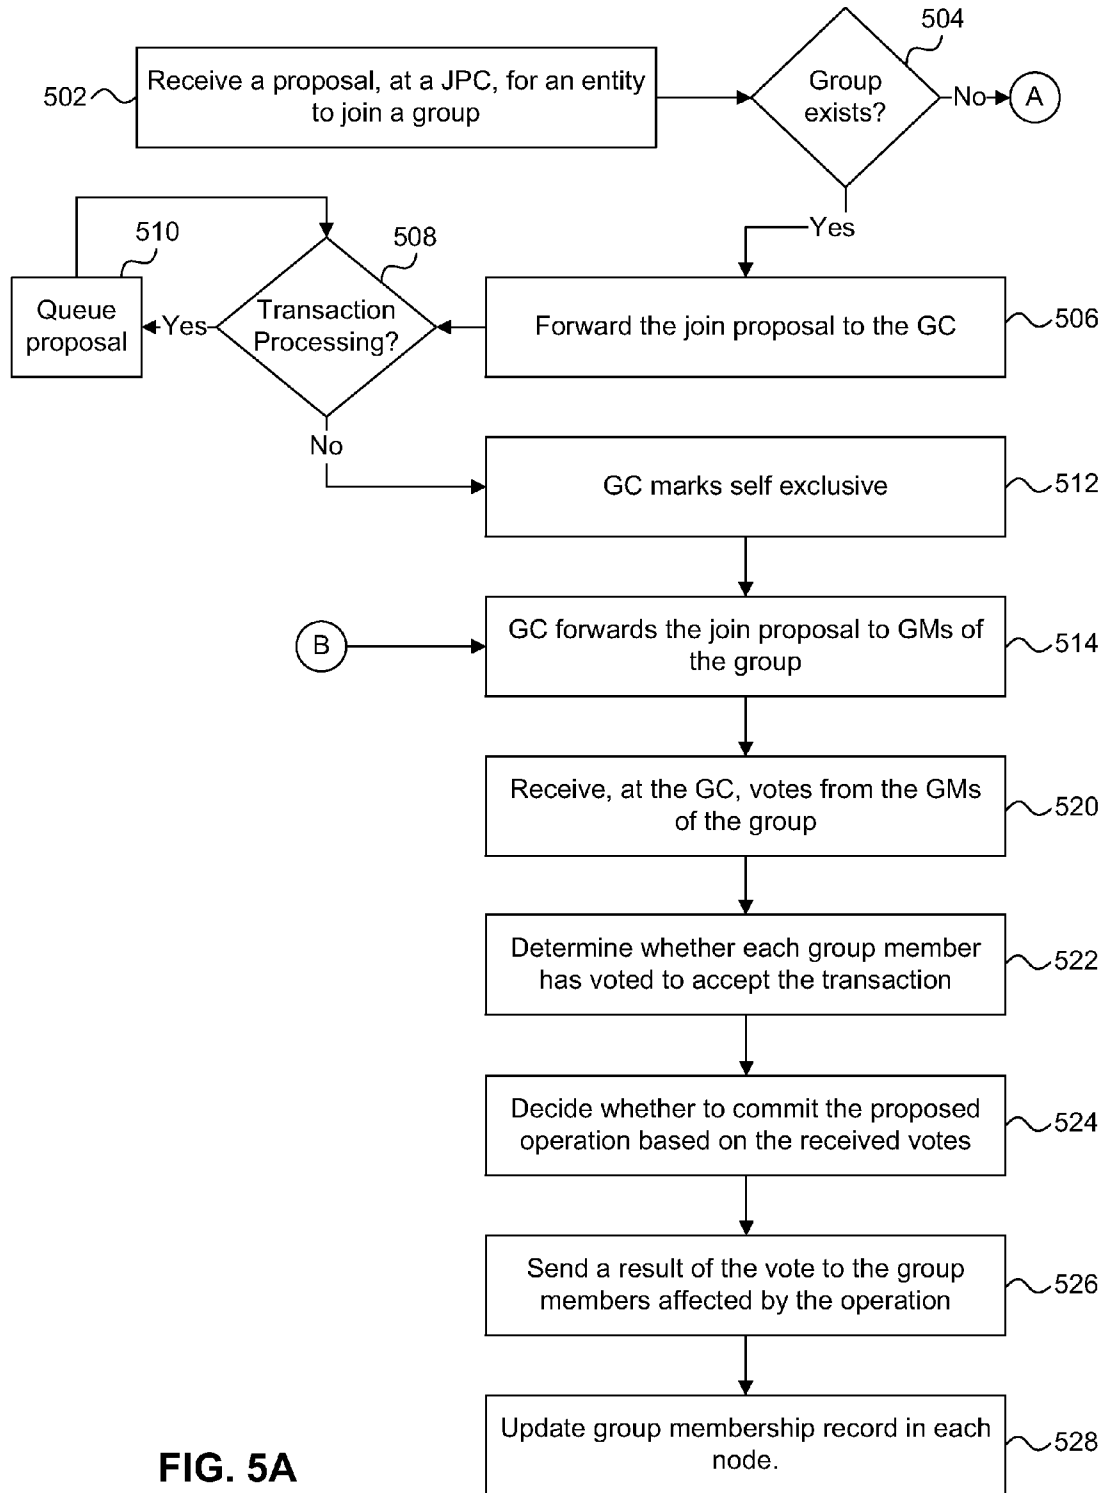 502
Receive a proposal, at a JPC, for an entity
to join a group
504
Group
exists?
No
A
Yes
510
Queue
proposal
Yes
508
Transaction
Processing?
Forward the join proposal to the GC
506
No
GC marks self exclusive
512
B
GC forwards the join proposal to GMs of
the group
514
Receive, at the GC, votes from the GMs
of the group
520
Determine whether each group member
has voted to accept the transaction
522
Decide whether to commit the proposed
operation based on the received votes
524
Send a result of the vote to the group
members affected by the operation
526
Update group membership record in each
node.
528
FIG. 5A